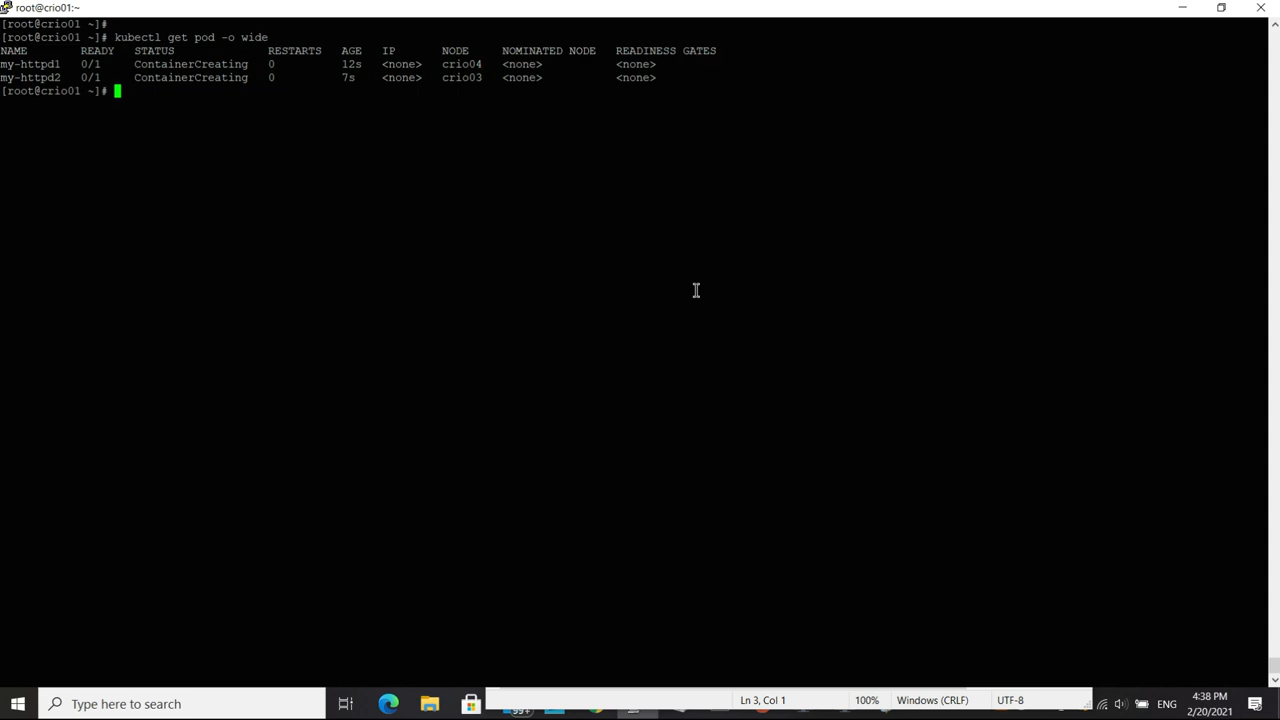 root@crio01:~
[root@crio01 ~]#
[root@crio01 ~]# kubectl get pod -o wide
NAME READY STATUS RESTARTS AGE IP NODE NOMINATED NODE READINESS GATES
my-httpd1 0/1 ContainerCreating 0 12s <none> crio04 <none> <none>
my-httpd2 0/1 ContainerCreating 0 7s <none> crio03 <none> <none>
[root@crio01 ~]#
Type here to search
99+
Ln 3, Col 1 100% Windows (CRLF) UTF-8
ENG
4:38 PM
2/20/2021